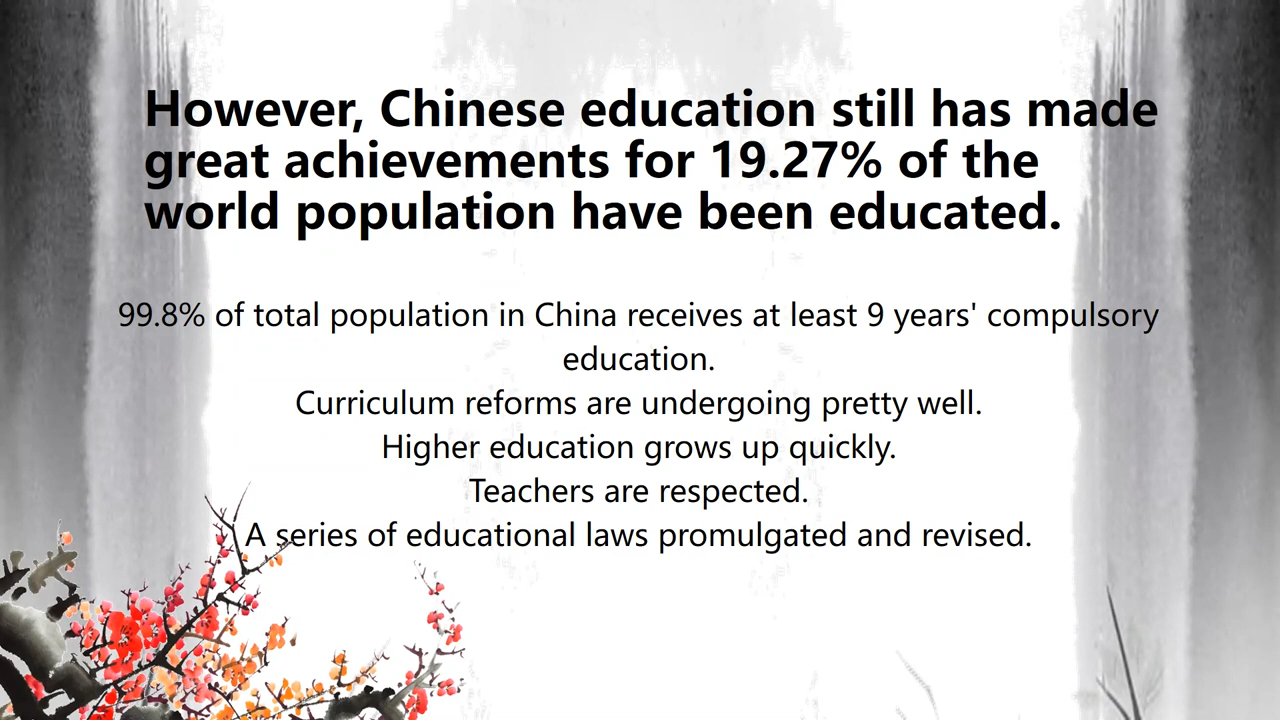 However, Chinese education still has made
great achievements for 19.27% of the
world population have been educated.
99.8% of total population in China receives at least 9 years' compulsory
education.
Curriculum reforms are undergoing pretty well.
Higher education grows up quickly.
Teachers are respected.
A series of educational laws promulgated and revised.